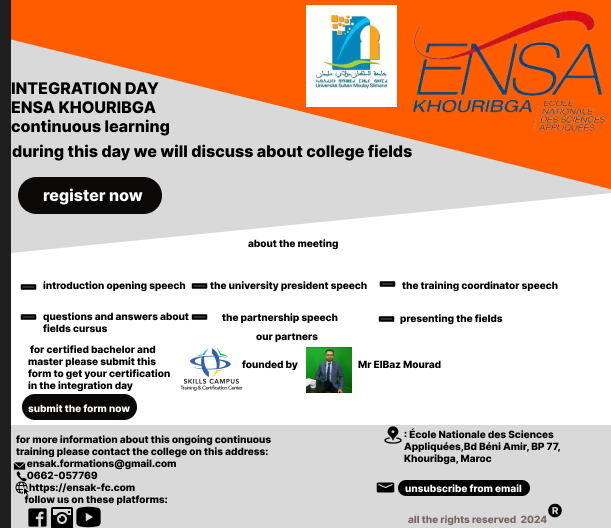 جامعة السلطان مولاي سليمان
Université Sultan Moulay Slimane
ENSA
KHOURIBGA
ECOLE
NATIONALE
DES SCIENCES
APPLIQUÉES
INTEGRATION DAY
ENSA KHOURIBGA
continuous learning
during this day we will discuss about college fields
register now
about the meeting
introduction opening speech
the university president speech
the training coordinator speech
questions and answers about
fields cursus
the partnership speech
presenting the fields
our partners
for certified bachelor and
master please submit this
form to get your certification
in the integration day
submit the form now
SKILLS CAMPUS
Training & Certification Center
founded by
Mr ElBaz Mourad
for more information about this ongoing continuous
training please contact the college on this address:
ensak.formations@gmail.com
0662-057769
https://ensak-fc.com
follow us on these platforms:
: École Nationale des Sciences
Appliquées,Bd Béni Amir, BP 77,
Khouribga, Maroc
unsubscribe from email
all the rights reserved 2024
R